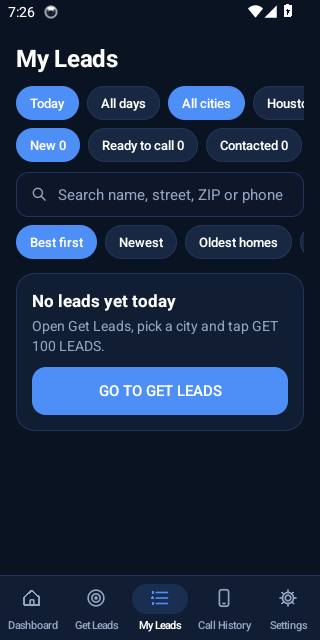 7:26
My Leads
Today All days All cities
New 0 Ready to call 0 Contacted 0
Search name, street, ZIP or phone
Best first Newest Oldest homes
No leads yet today
Open Get Leads, pick a city and tap GET
100 LEADS.
GO TO GET LEADS
Dashboard Get Leads My Leads Call History Settings